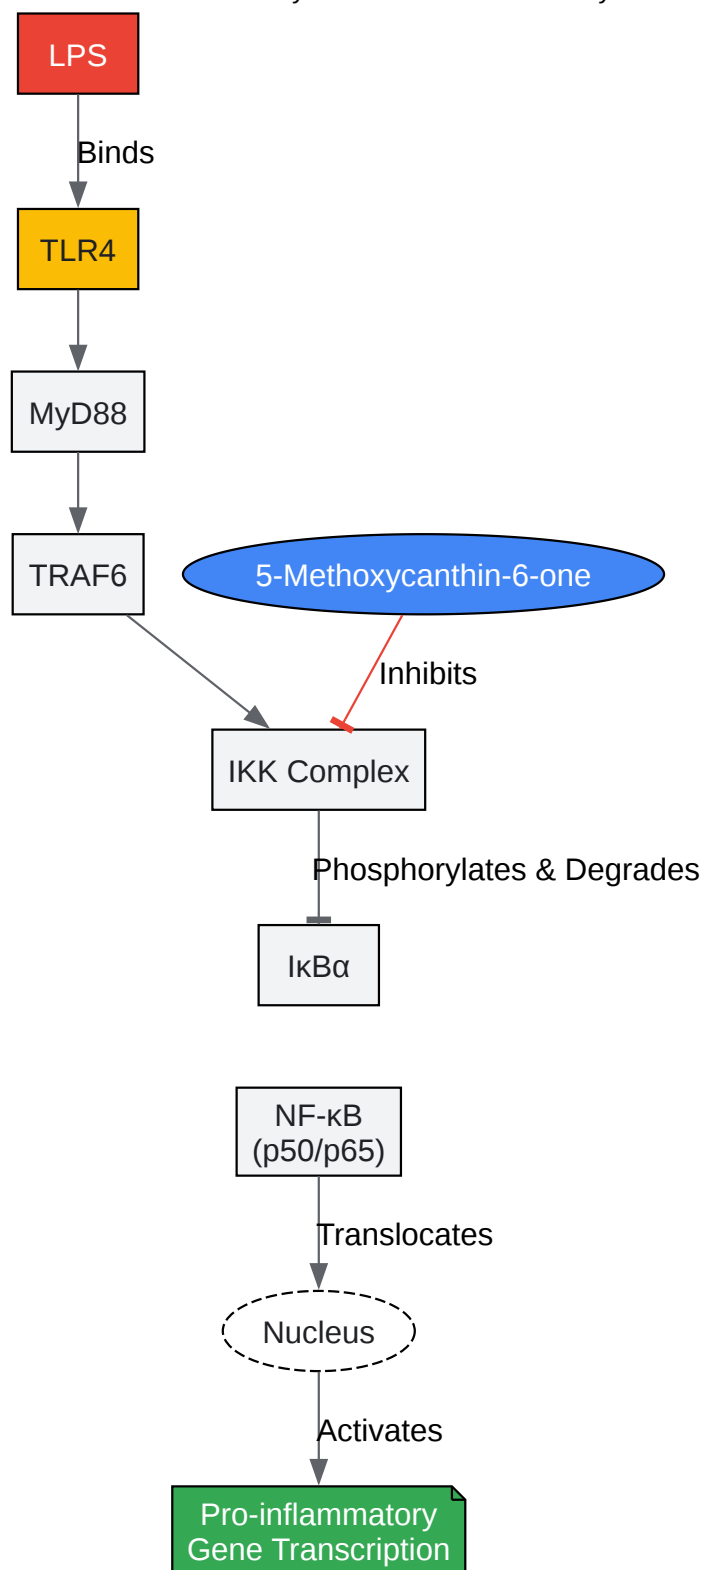 LPS
Binds
TLR4
MyD88
TRAF6
5-Methoxycanthin-6-one
Inhibits
IKK Complex
Phosphorylates & Degrades
IκBα
NF-κB
(p50/p65)
Translocates
Nucleus
Activates
Pro-inflammatory
Gene Transcription